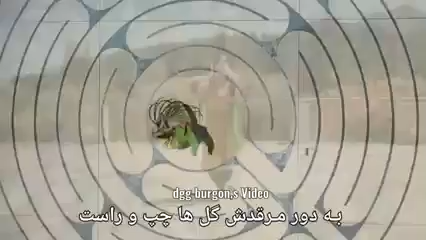 dgg-burgon,s Video
به دور مرقدش گل ها چپ و راست